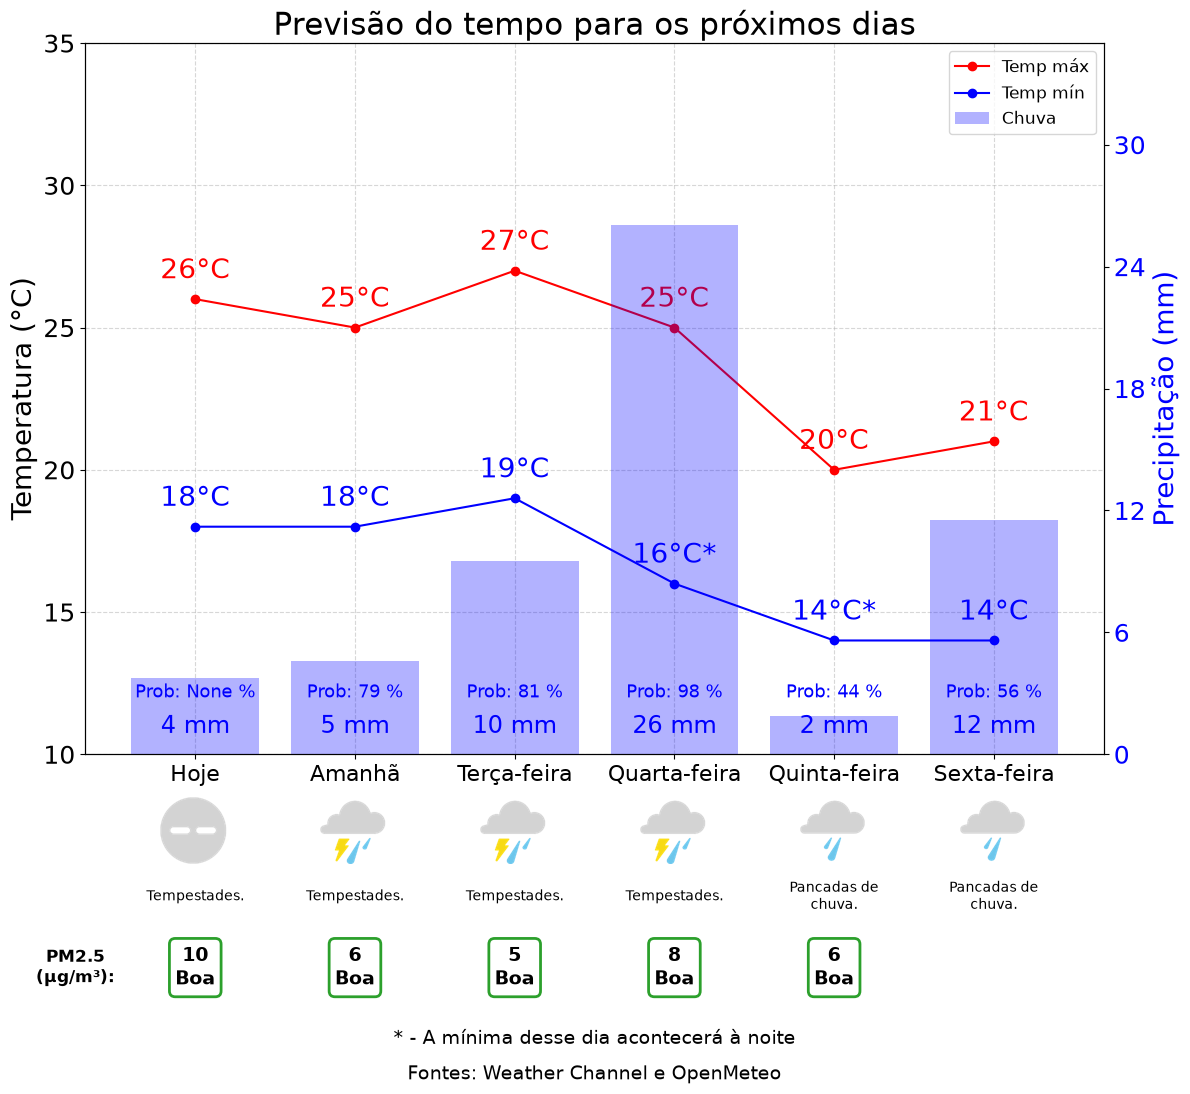 Previsão do tempo para os próximos dias
Temp máx
Temp mín
Chuva
Temperatura (°C)
35
30
25
20
15
10
Precipitação (mm)
30
24
18
12
6
0
26°C
25°C
27°C
25°C
20°C
21°C
18°C
18°C
19°C
16°C*
14°C*
14°C
Prob: None %
Prob: 79 %
Prob: 81 %
Prob: 98 %
Prob: 44 %
Prob: 56 %
4 mm
5 mm
10 mm
26 mm
2 mm
12 mm
Hoje
Amanhã
Terça-feira
Quarta-feira
Quinta-feira
Sexta-feira
Tempestades.
Tempestades.
Tempestades.
Tempestades.
Pancadas de
chuva.
Pancadas de
chuva.
PM2.5
(µg/m³):
10
Boa
6
Boa
5
Boa
8
Boa
6
Boa
* - A mínima desse dia acontecerá à noite
Fontes: Weather Channel e OpenMeteo